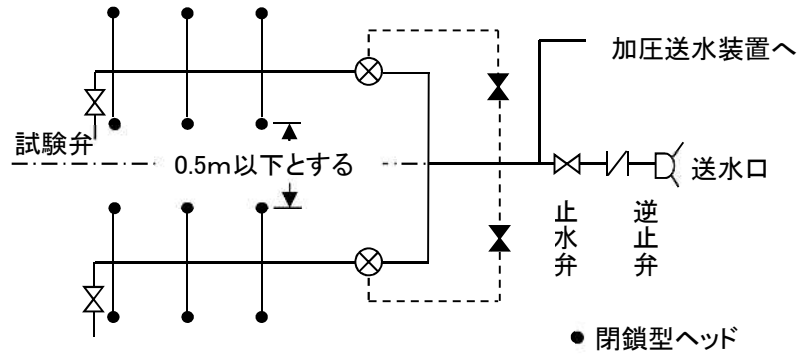 加圧送水装置へ
試験弁
0.5m以下とする
送水口
止水弁
逆止弁
閉鎖型ヘッド